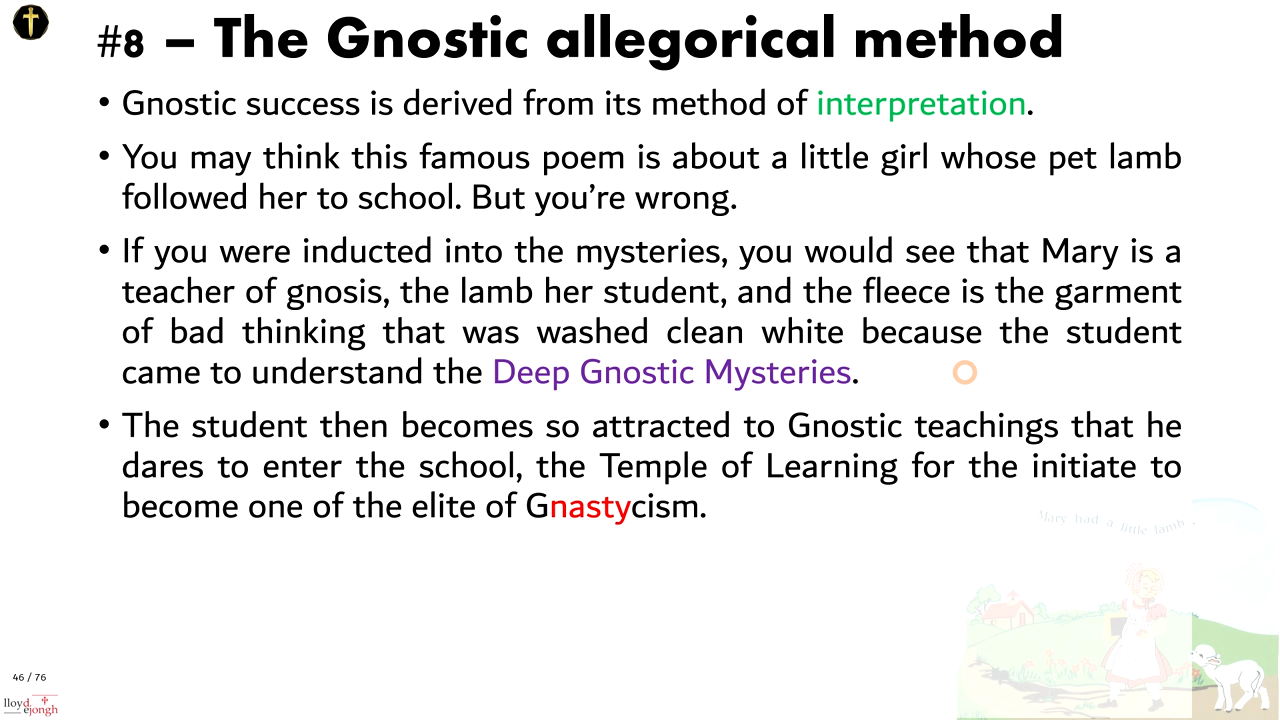 #8 – The Gnostic allegorical method
• Gnostic success is derived from its method of interpretation.
• You may think this famous poem is about a little girl whose pet lamb
followed her to school. But you’re wrong.
• If you were inducted into the mysteries, you would see that Mary is a
teacher of gnosis, the lamb her student, and the fleece is the garment
of bad thinking that was washed clean white because the student
came to understand the Deep Gnostic Mysteries.
• The student then becomes so attracted to Gnostic teachings that he
dares to enter the school, the Temple of Learning for the initiate to
become one of the elite of Gnastycism.
Mary had a little lamb .
46 / 76
lloyd
ejongh